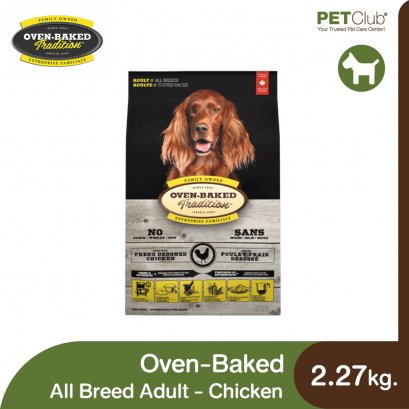 FAMILY OWNED
OVEN-BAKED
Tradition
ENTREPRISE FAMILIALE
PETClub
Your Trusted Pet Care Center!
ADULT ALL BREEDS
ADULTE TOUTES RACES
FAMILY OWNED
OVEN-BAKED
Tradition
ENTREPRISE FAMILIALE
NO SANS
FRESH DEBONED CHICKEN
POULET FRAIS DÉSOSSÉ
Oven-Baked
All Breed Adult - Chicken
2.27kg.